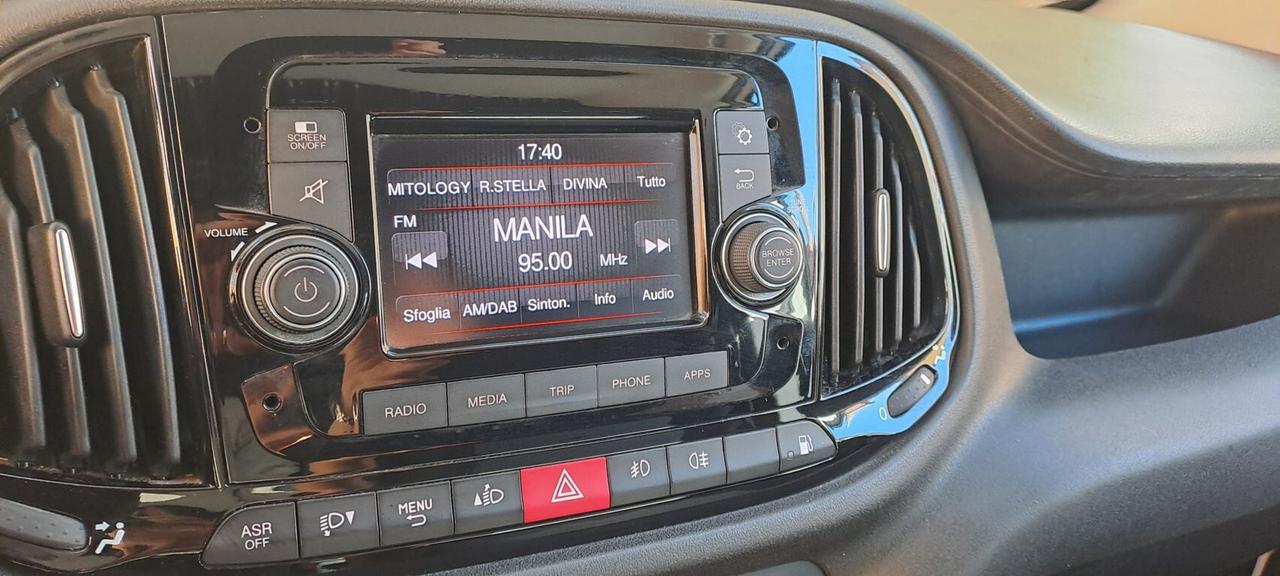 SCREEN
ON/OFF
VOLUME
17:40
MITOLOGY R.STELLA DIVINA Tutto
FM
MANILA
95.00 MHz
Sfoglia AM/DAB Sinton. Info Audio
BACK
BROWSE
ENTER
RADIO MEDIA TRIP PHONE APPS
0
ASR
OFF
MENU